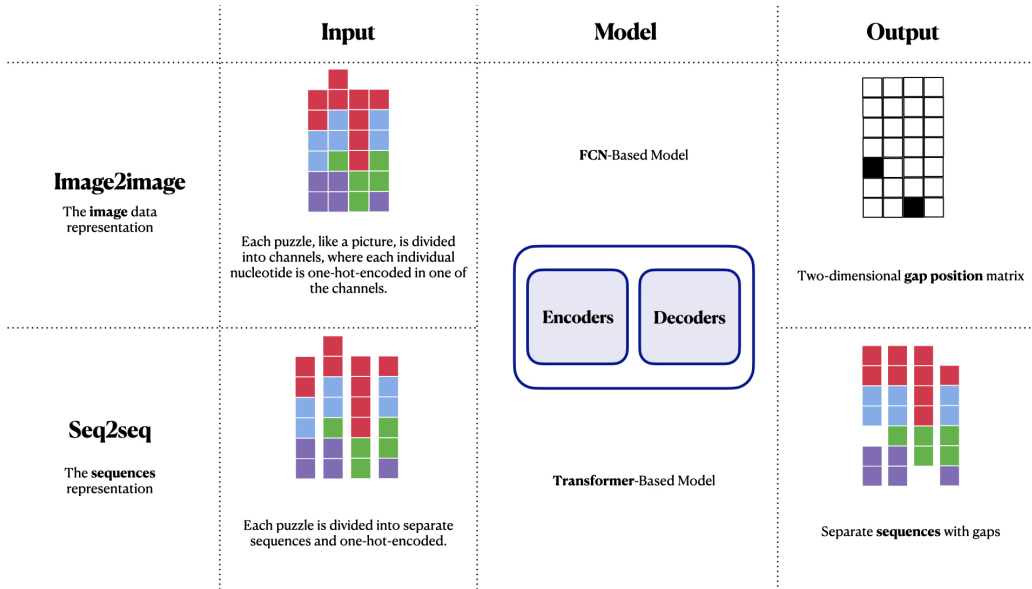 Input
Model
Output
Image2image
The image data
representation
Each puzzle, like a picture, is divided
into channels, where each individual
nucleotide is one-hot-encoded in one of
the channels.
FCN-Based Model
Two-dimensional gap position matrix
Encoders
Decoders
Seq2seq
The sequences
representation
Each puzzle is divided into separate
sequences and one-hot-encoded.
Transformer-Based Model
Separate sequences with gaps